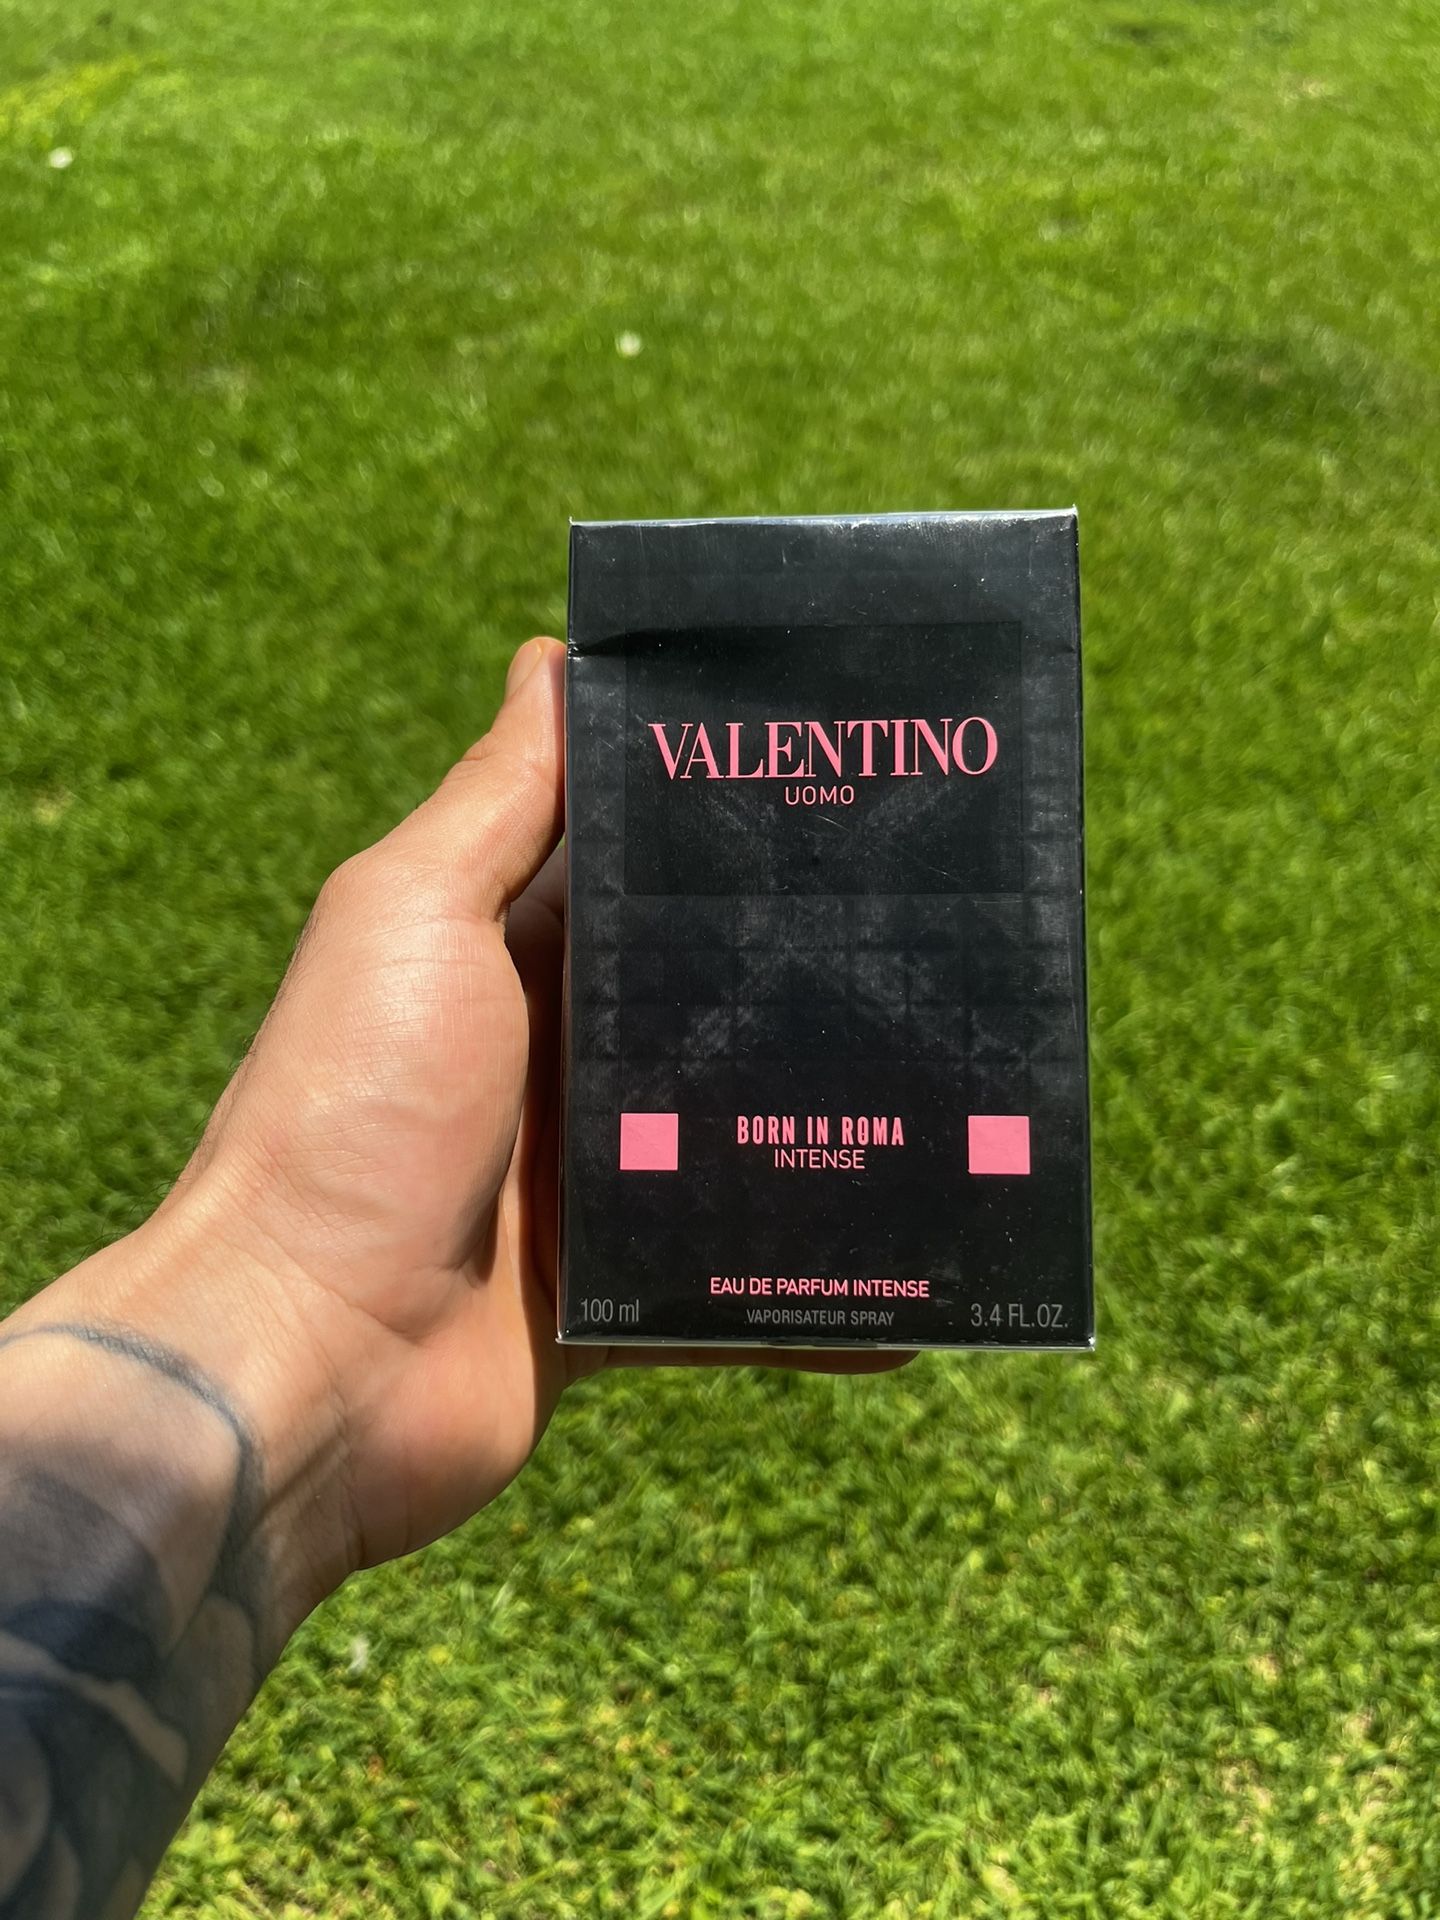 VALENTINO
UOMO
BORN IN ROMA
INTENSE
EAU DE PARFUM INTENSE
100 ml VAPORISATEUR SPRAY 3.4 FL.OZ.